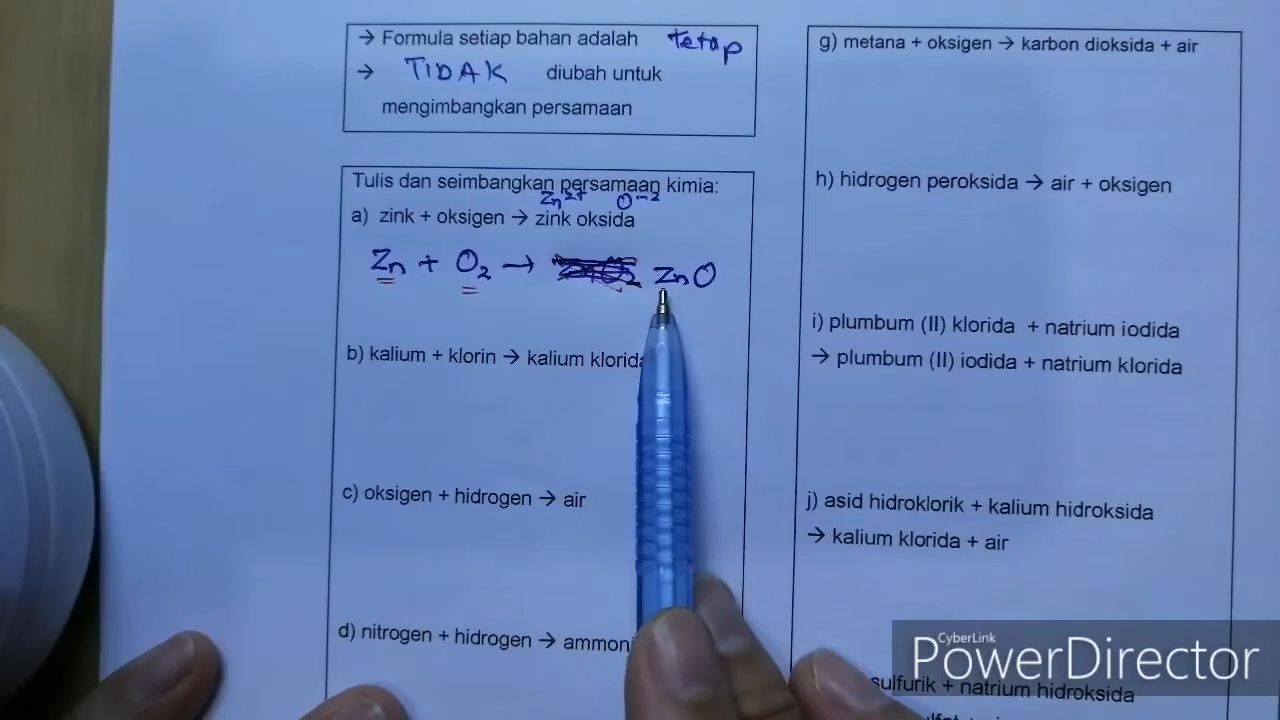 → Formula setiap bahan adalah tetap
→ TIDAK diubah untuk
mengimbangkan persamaan
Tulis dan seimbangkan persamaan kimia:
Zn²⁺ O⁻²
a) zink + oksigen → zink oksida
Zn + O₂ → ZnO
b) kalium + klorin → kalium klorida
c) oksigen + hidrogen → air
d) nitrogen + hidrogen → ammoni
g) metana + oksigen → karbon dioksida + air
h) hidrogen peroksida → air + oksigen
i) plumbum (II) klorida + natrium iodida
→ plumbum (II) iodida + natrium klorida
j) asid hidroklorik + kalium hidroksida
→ kalium klorida + air
sulfurik + natrium hidroksida
CyberLink
PowerDirector